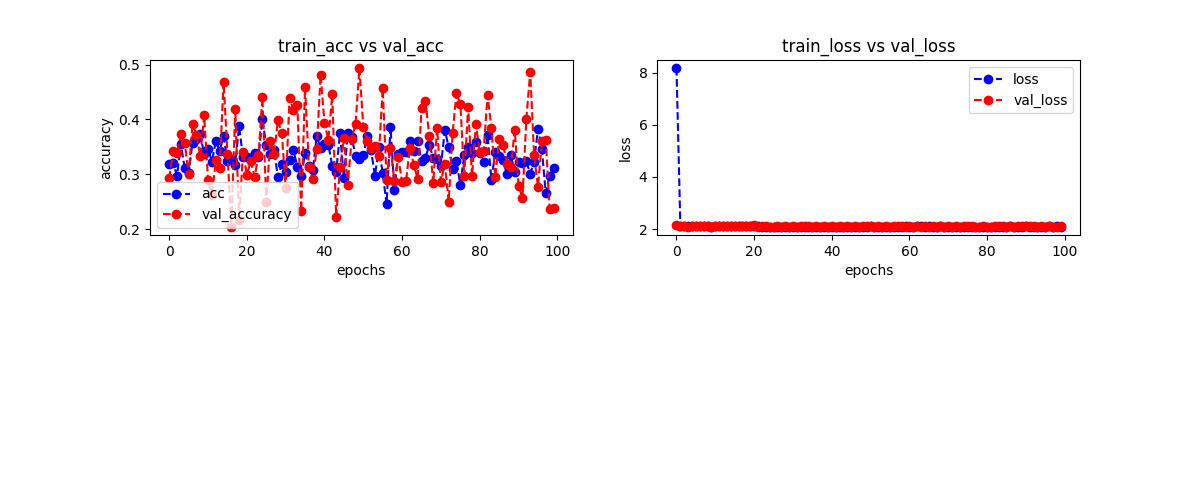 train_acc vs val_acc
accuracy
0.5
0.4
0.3
0.2
acc
val_accuracy
0 20 40 60 80 100
epochs
train_loss vs val_loss
loss
8
6
4
2
loss
val_loss
0 20 40 60 80 100
epochs